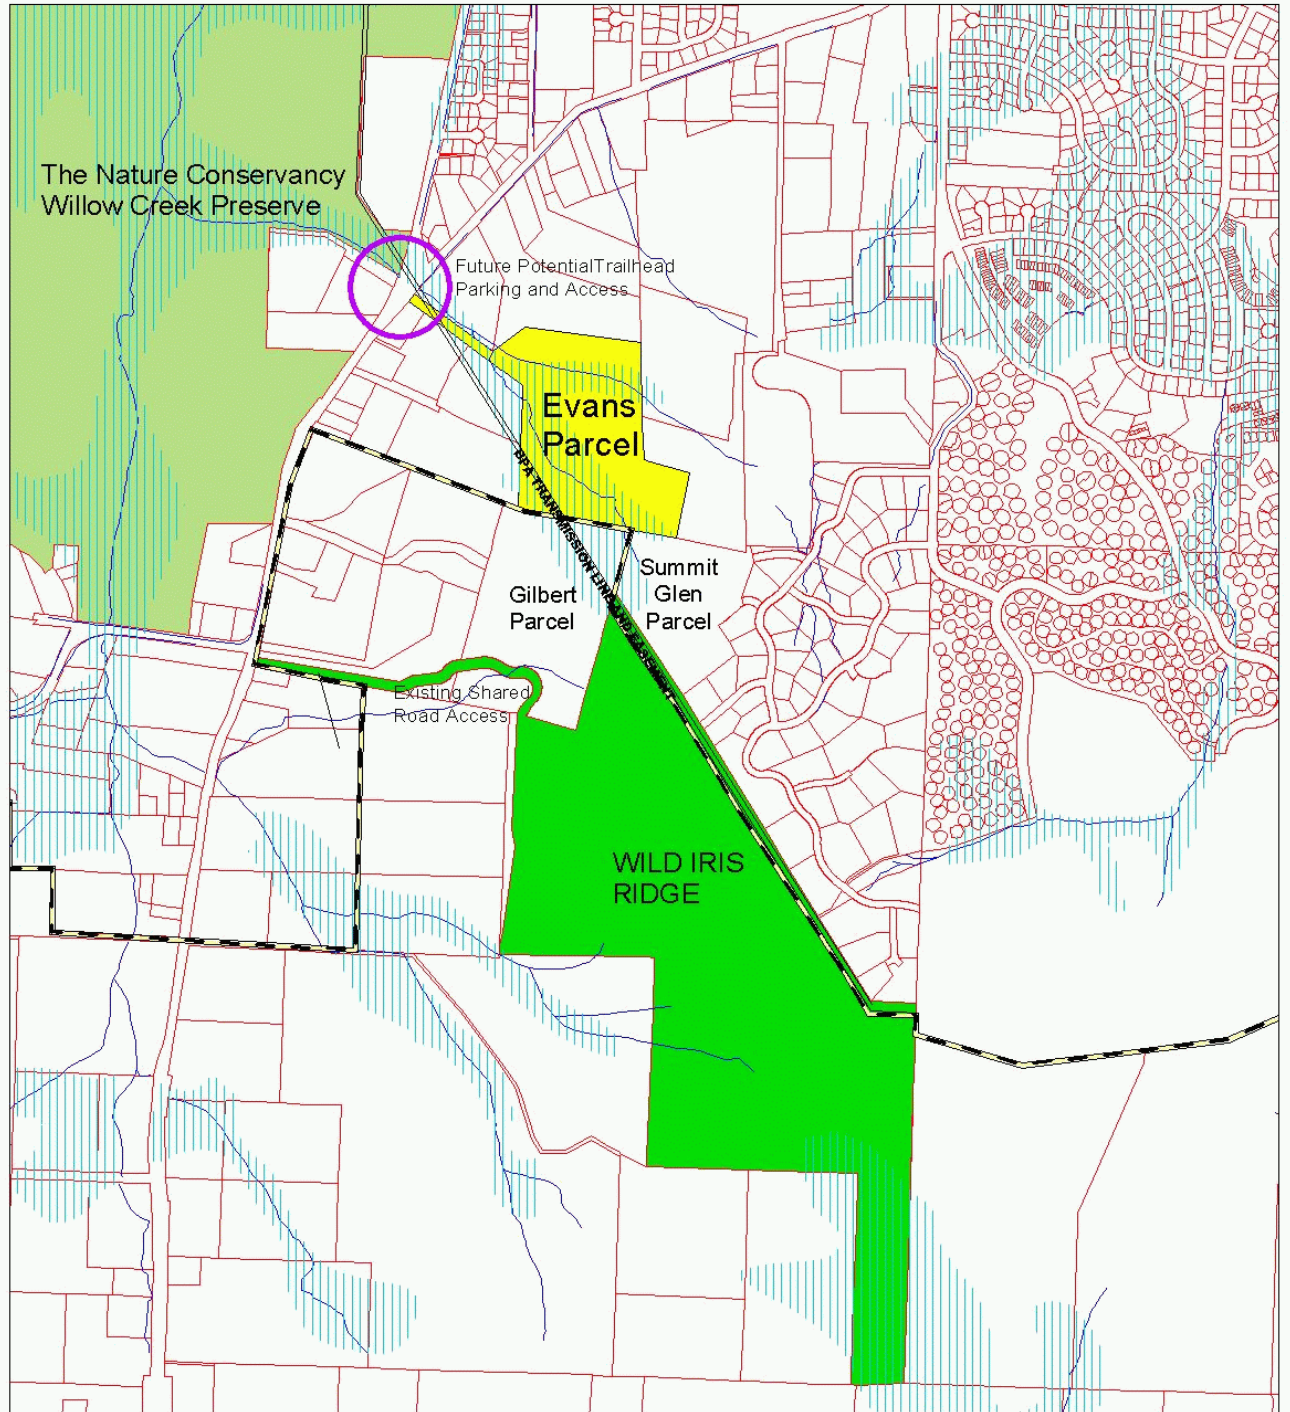 The Nature Conservancy
Willow Creek Preserve
Future PotentialTrailhead
Parking and Access
Evans
Parcel
BPA TRANSMISSION LINE AND EASEMENT
Summit
Glen
Parcel
Gilbert
Parcel
Existing Shared
Road Access
WILD IRIS
RIDGE